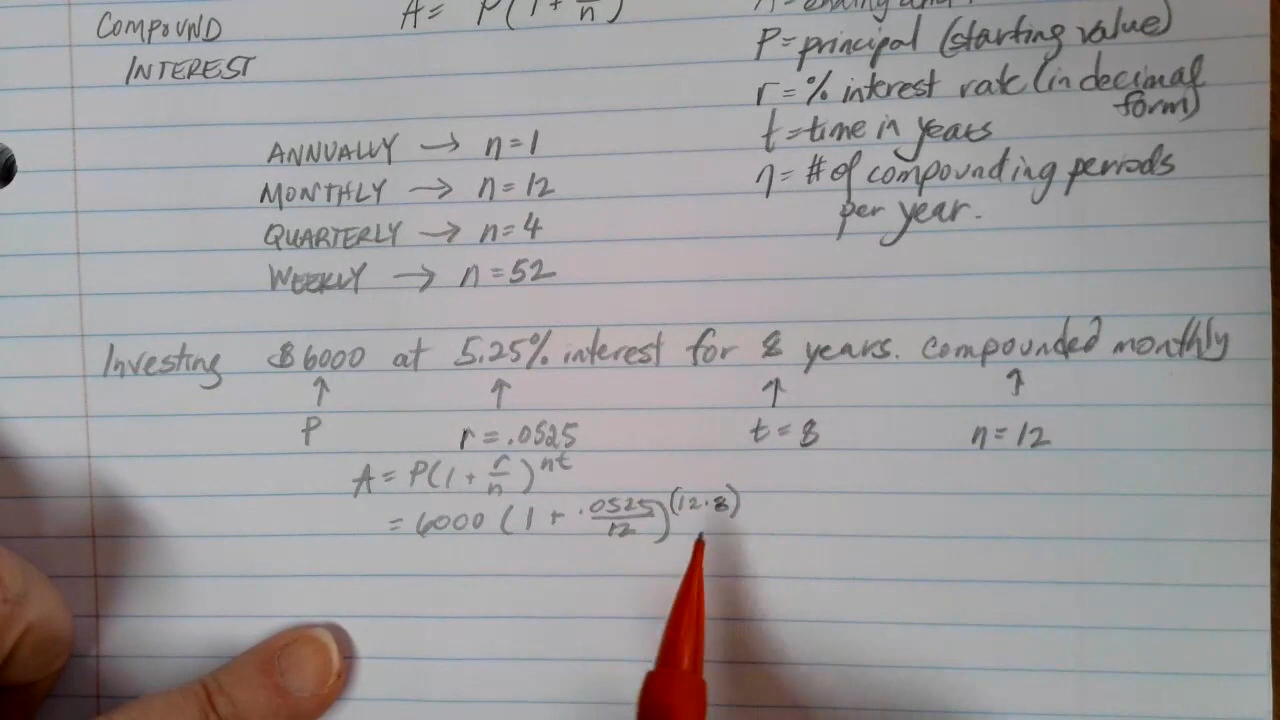 COMPOUND
INTEREST
A = P(1 + r/n)
P = principal (starting value)
r = % interest rate (in decimal
form)
t = time in years
n = # of compounding periods
per year.
ANNUALLY → n = 1
MONTHLY → n = 12
QUARTERLY → n = 4
WEEKLY → n = 52
Investing $6000 at 5.25% interest for 8 years. compounded monthly
↑ ↑ ↑ ↑
P r = .0525 t = 8 n = 12
A = P(1 + r/n)^nt
= 6000 (1 + .0525/12)^(12·8)